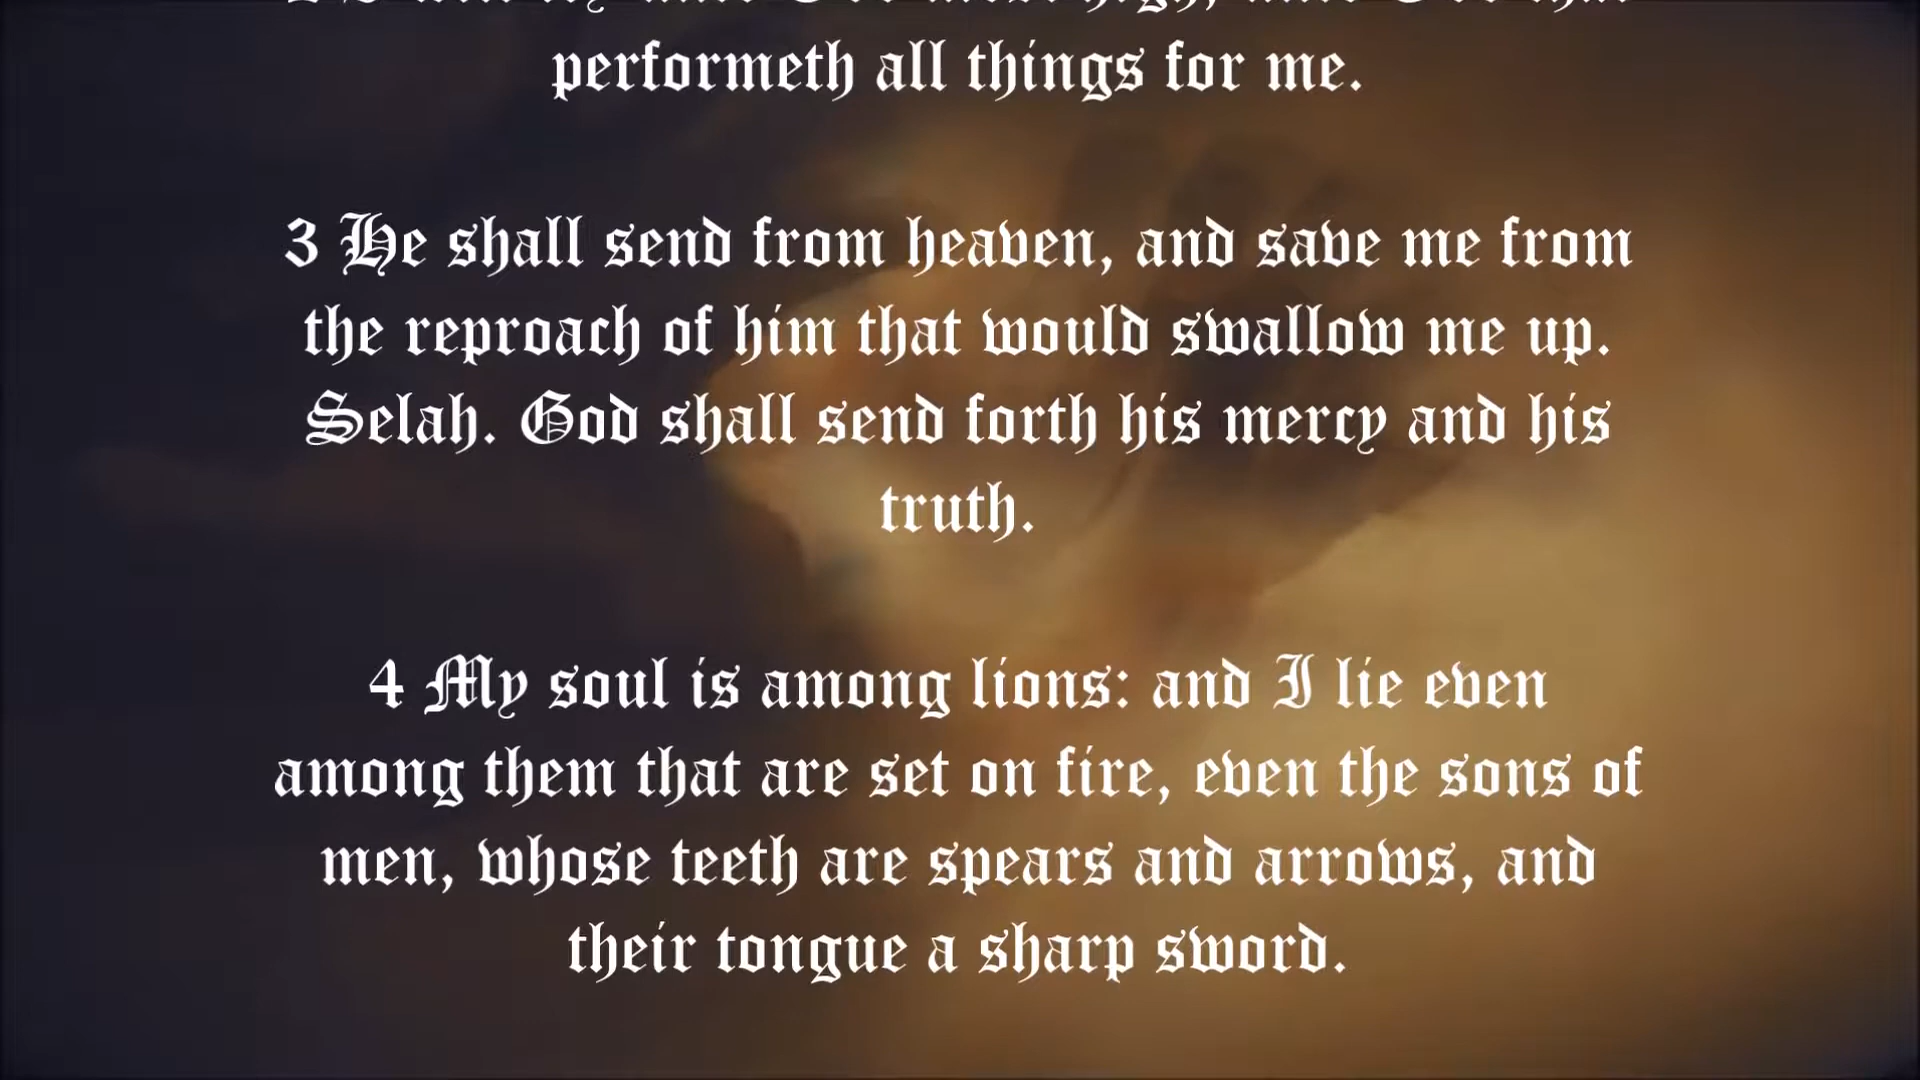 performeth all things for me.
3 He shall send from heaven, and save me from
the reproach of him that would swallow me up.
Selah. God shall send forth his mercy and his
truth.
4 My soul is among lions: and I lie even
among them that are set on fire, even the sons of
men, whose teeth are spears and arrows, and
their tongue a sharp sword.